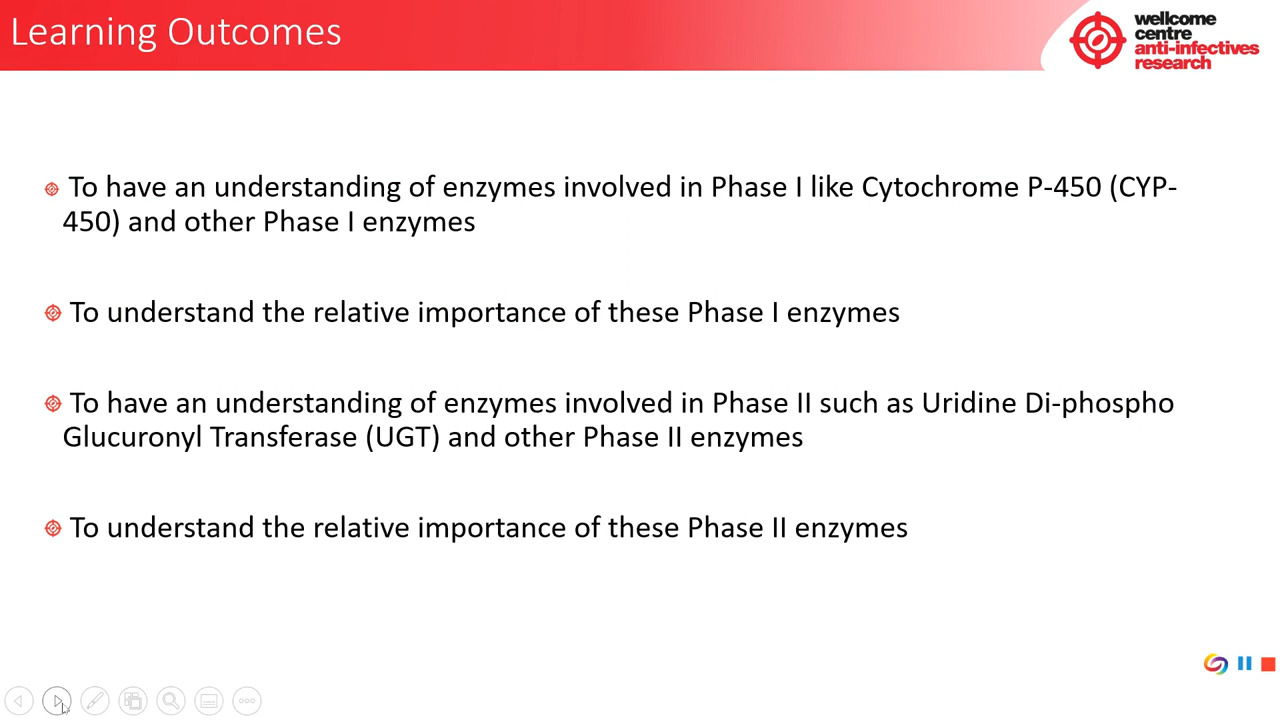 Learning Outcomes
wellcome
centre
anti-infectives
research
To have an understanding of enzymes involved in Phase I like Cytochrome P-450 (CYP-
450) and other Phase I enzymes
To understand the relative importance of these Phase I enzymes
To have an understanding of enzymes involved in Phase II such as Uridine Di-phospho
Glucuronyl Transferase (UGT) and other Phase II enzymes
To understand the relative importance of these Phase II enzymes